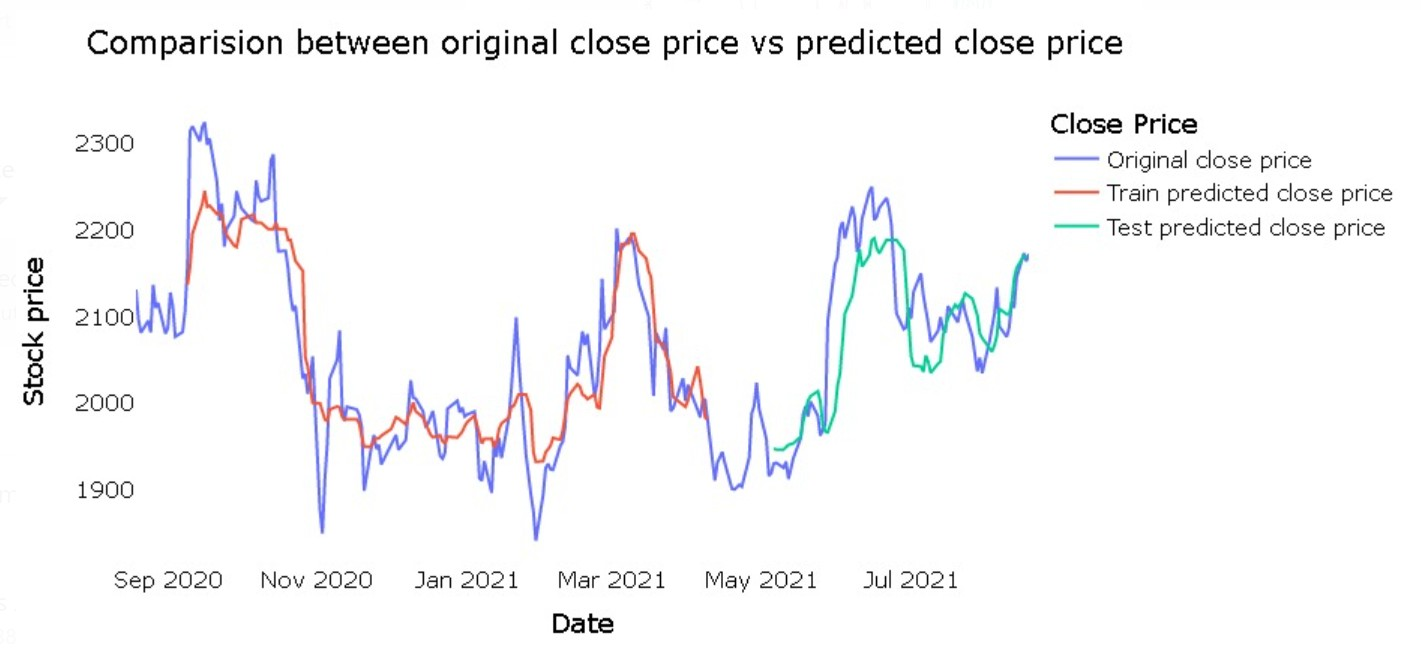 Comparision between original close price vs predicted close price
Close Price
Original close price
Train predicted close price
Test predicted close price
Stock price
2300
2200
2100
2000
1900
Sep 2020 Nov 2020 Jan 2021 Mar 2021 May 2021 Jul 2021
Date